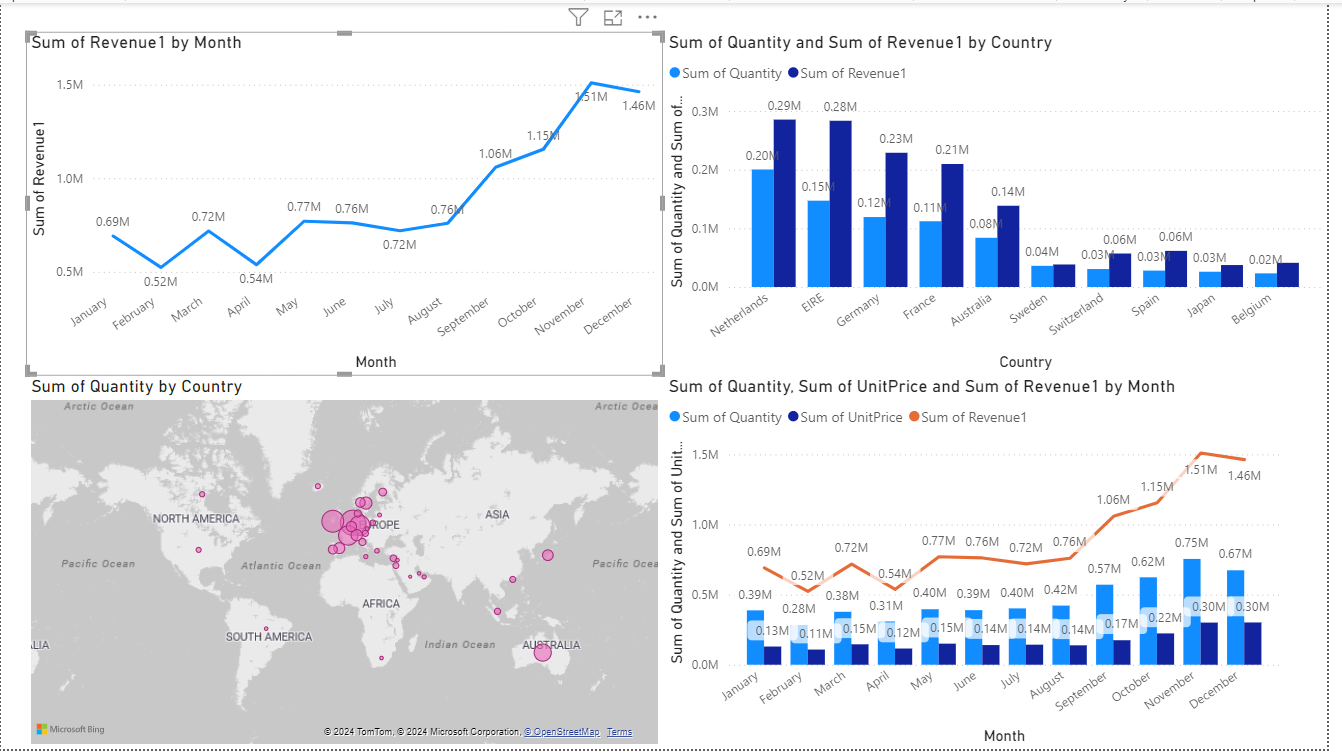 Sum of Revenue1 by Month
Sum of Revenue1
1.5M
1.0M
0.5M
0.69M
0.52M
0.72M
0.54M
0.77M
0.76M
0.72M
0.76M
1.06M
1.15M
1.51M
1.46M
January
February
March
April
May
June
July
August
September
October
November
December
Month
Sum of Quantity and Sum of Revenue1 by Country
Sum of Quantity
Sum of Revenue1
Sum of Quantity and Sum of...
0.3M
0.2M
0.1M
0.0M
0.20M
0.29M
0.15M
0.28M
0.12M
0.23M
0.11M
0.21M
0.08M
0.14M
0.04M
0.03M
0.06M
0.03M
0.06M
0.03M
0.02M
Netherlands
EIRE
Germany
France
Australia
Sweden
Switzerland
Spain
Japan
Belgium
Country
Sum of Quantity by Country
Arctic Ocean
Arctic Ocea
NORTH AMERICA
ROPE
ASIA
Pacific Ocean
Atlantic Ocean
Pacific Ocea
AFRICA
SOUTH AMERICA
Indian Ocean
AUSTRALIA
ALIA
Microsoft Bing
© 2024 TomTom, © 2024 Microsoft Corporation, © OpenStreetMap Terms
Sum of Quantity, Sum of UnitPrice and Sum of Revenue1 by Month
Sum of Quantity
Sum of UnitPrice
Sum of Revenue1
Sum of Quantity and Sum of Unit...
1.5M
1.0M
0.5M
0.0M
0.69M
0.52M
0.72M
0.54M
0.77M
0.76M
0.72M
0.76M
1.06M
1.15M
1.51M
1.46M
0.39M
0.28M
0.38M
0.31M
0.40M
0.39M
0.40M
0.42M
0.57M
0.62M
0.75M
0.67M
0.13M
0.11M
0.15M
0.12M
0.15M
0.14M
0.14M
0.14M
0.17M
0.22M
0.30M
0.30M
January
February
March
April
May
June
July
August
September
October
November
December
Month